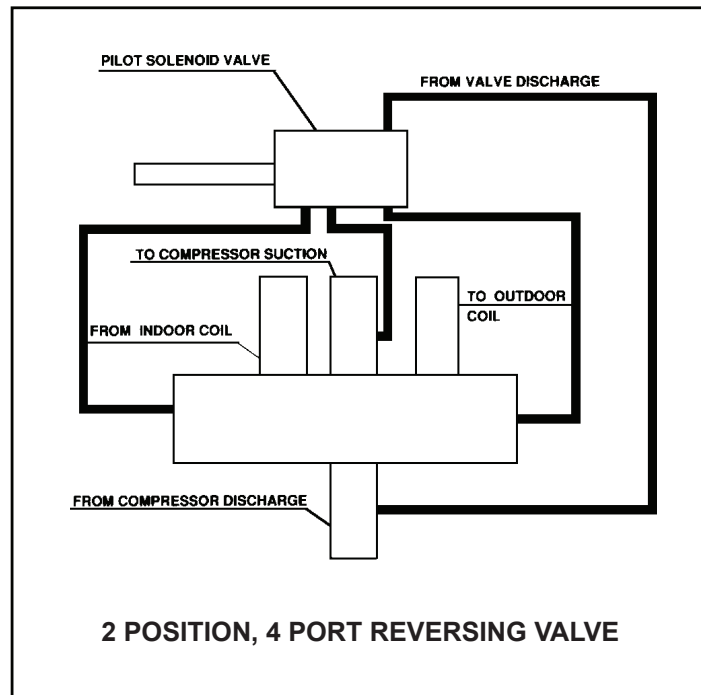 PILOT SOLENOID VALVE
FROM VALVE DISCHARGE
TO COMPRESSOR SUCTION
TO OUTDOOR
COIL
FROM INDOOR COIL
FROM COMPRESSOR DISCHARGE
2 POSITION, 4 PORT REVERSING VALVE